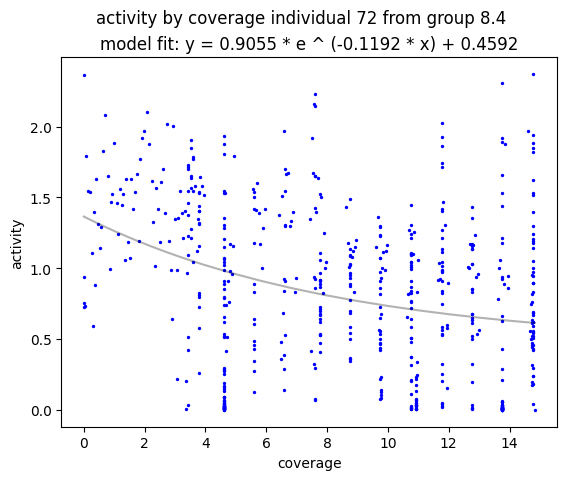 activity by coverage individual 72 from group 8.4
model fit: y = 0.9055 * e ^ (-0.1192 * x) + 0.4592
2.0
1.5
1.0
0.5
0.0
activity
0 2 4 6 8 10 12 14
coverage